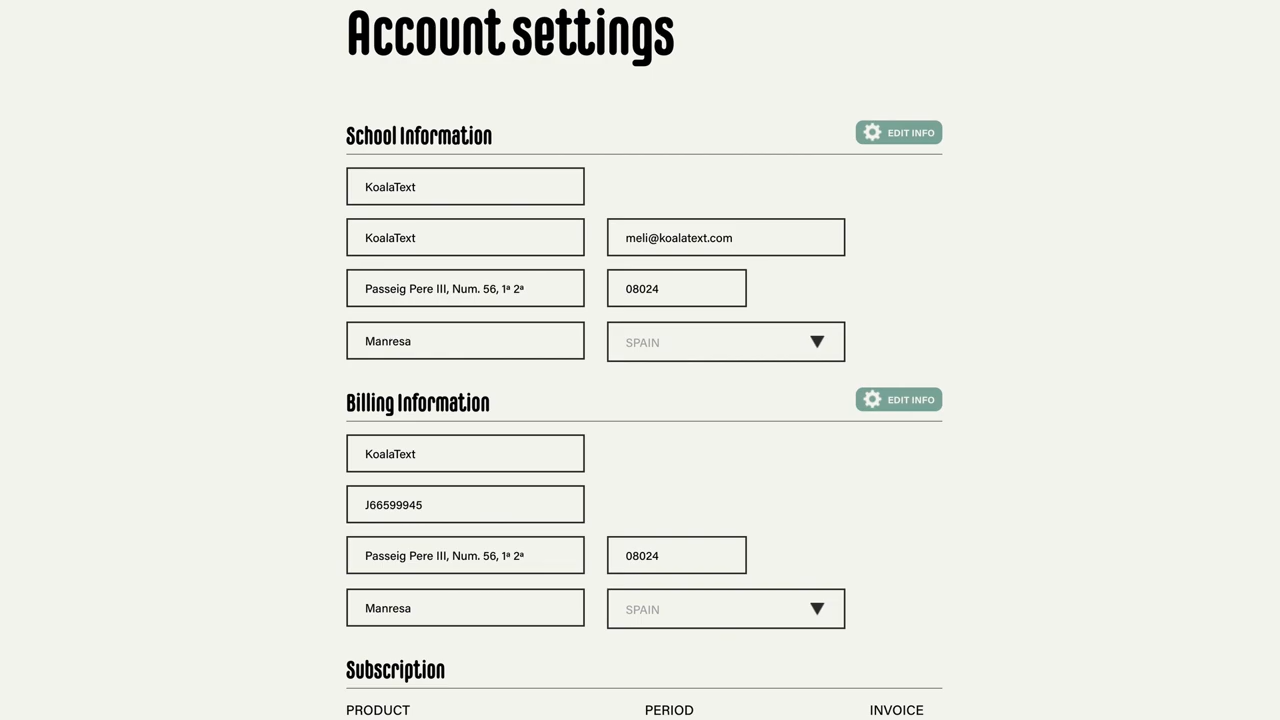 Account settings
School Information
EDIT INFO
KoalaText
KoalaText
meli@koalatext.com
Passeig Pere III, Num. 56, 1ª 2ª
08024
Manresa
SPAIN
Billing Information
EDIT INFO
KoalaText
J66599945
Passeig Pere III, Num. 56, 1ª 2ª
08024
Manresa
SPAIN
Subscription
PRODUCT
PERIOD
INVOICE